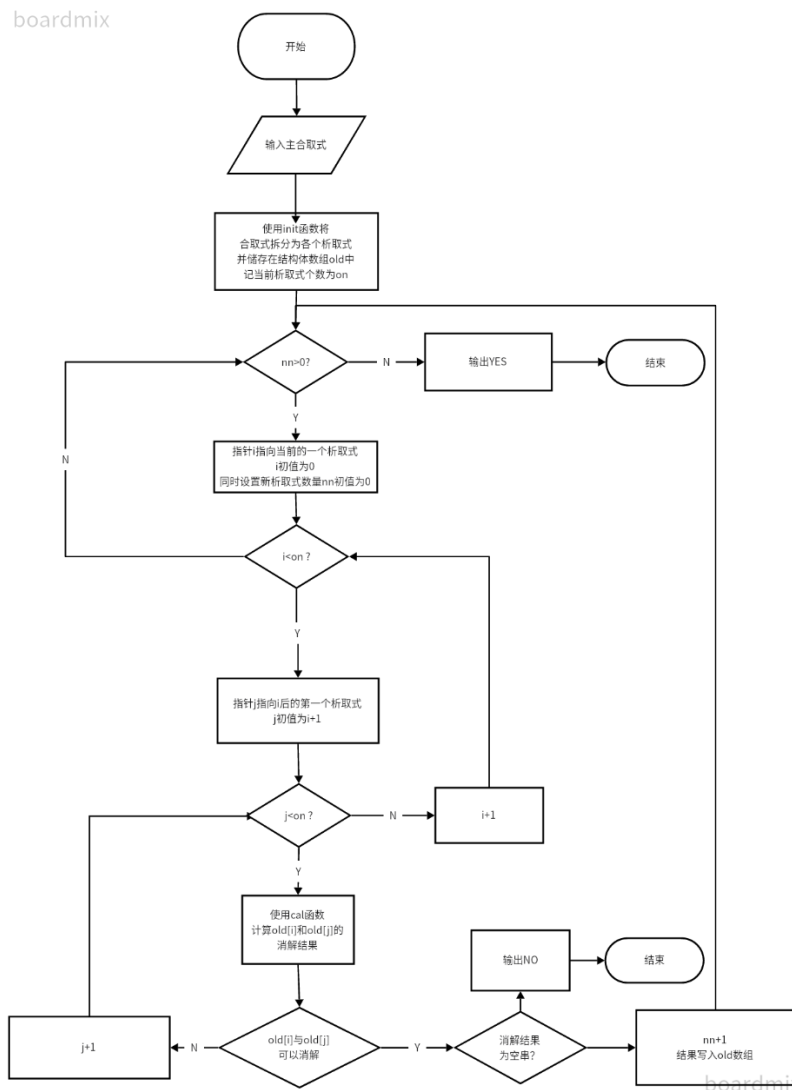 boardmix
开始
输入主合取式
使用init函数将
合取式拆分为各个析取式
并储存在结构体数组old中
记当前析取式个数为on
nn>0?
N
输出YES
结束
Y
指针i指向当前的一个析取式
i初值为0
同时设置新析取式数量nn初值为0
N
i<on ?
Y
指针j指向i后的第一个析取式
j初值为i+1
j<on ?
N
i+1
Y
使用cal函数
计算old[i]和old[j]的
消解结果
输出NO
结束
j+1
N
old[i]与old[j]
可以消解
Y
消解结果
为空串?
nn+1
结果写入old数组
boardmix